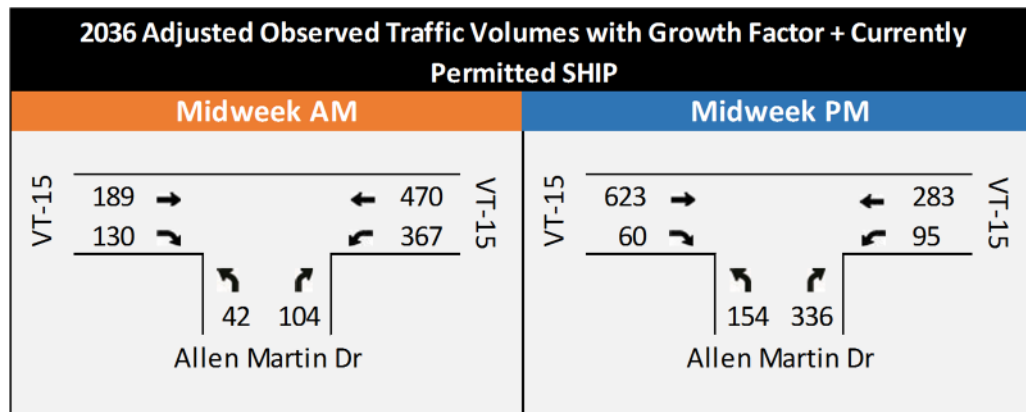 2036 Adjusted Observed Traffic Volumes with Growth Factor + Currently
Permitted SHIP
Midweek AM
VT-15
189
470
130
367
VT-15
42 104
Allen Martin Dr
Midweek PM
VT-15
623
283
60
95
VT-15
154 336
Allen Martin Dr